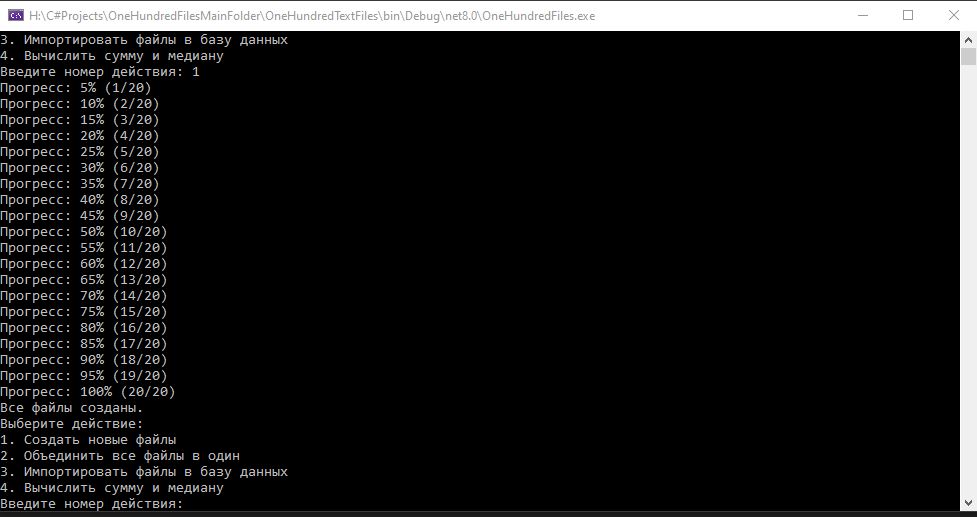 H:\C#Projects\OneHundredFilesMainFolder\OneHundredTextFiles\bin\Debug\net8.0\OneHundredFiles.exe
3. Импортировать файлы в базу данных
4. Вычислить сумму и медиану
Введите номер действия: 1
Прогресс: 5% (1/20)
Прогресс: 10% (2/20)
Прогресс: 15% (3/20)
Прогресс: 20% (4/20)
Прогресс: 25% (5/20)
Прогресс: 30% (6/20)
Прогресс: 35% (7/20)
Прогресс: 40% (8/20)
Прогресс: 45% (9/20)
Прогресс: 50% (10/20)
Прогресс: 55% (11/20)
Прогресс: 60% (12/20)
Прогресс: 65% (13/20)
Прогресс: 70% (14/20)
Прогресс: 75% (15/20)
Прогресс: 80% (16/20)
Прогресс: 85% (17/20)
Прогресс: 90% (18/20)
Прогресс: 95% (19/20)
Прогресс: 100% (20/20)
Все файлы созданы.
Выберите действие:
1. Создать новые файлы
2. Объединить все файлы в один
3. Импортировать файлы в базу данных
4. Вычислить сумму и медиану
Введите номер действия: